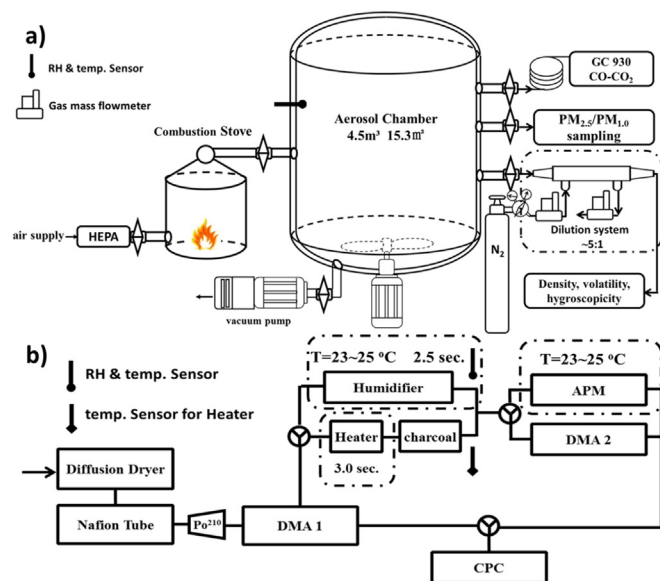 a)
RH & temp. Sensor
Gas mass flowmeter
Combustion Stove
air supply
HEPA
Aerosol Chamber
4.5m³ 15.3㎡
vacuum pump
GC 930
CO-CO₂
PM₂.₅/PM₁.₀
sampling
N₂
Dilution system
~5:1
Density, volatility,
hygroscopicity
b)
RH & temp. Sensor
temp. Sensor for Heater
T=23~25 °C 2.5 sec.
Humidifier
Heater
charcoal
3.0 sec.
T=23~25 °C
APM
DMA 2
Diffusion Dryer
Nafion Tube
Po²¹⁰
DMA 1
CPC